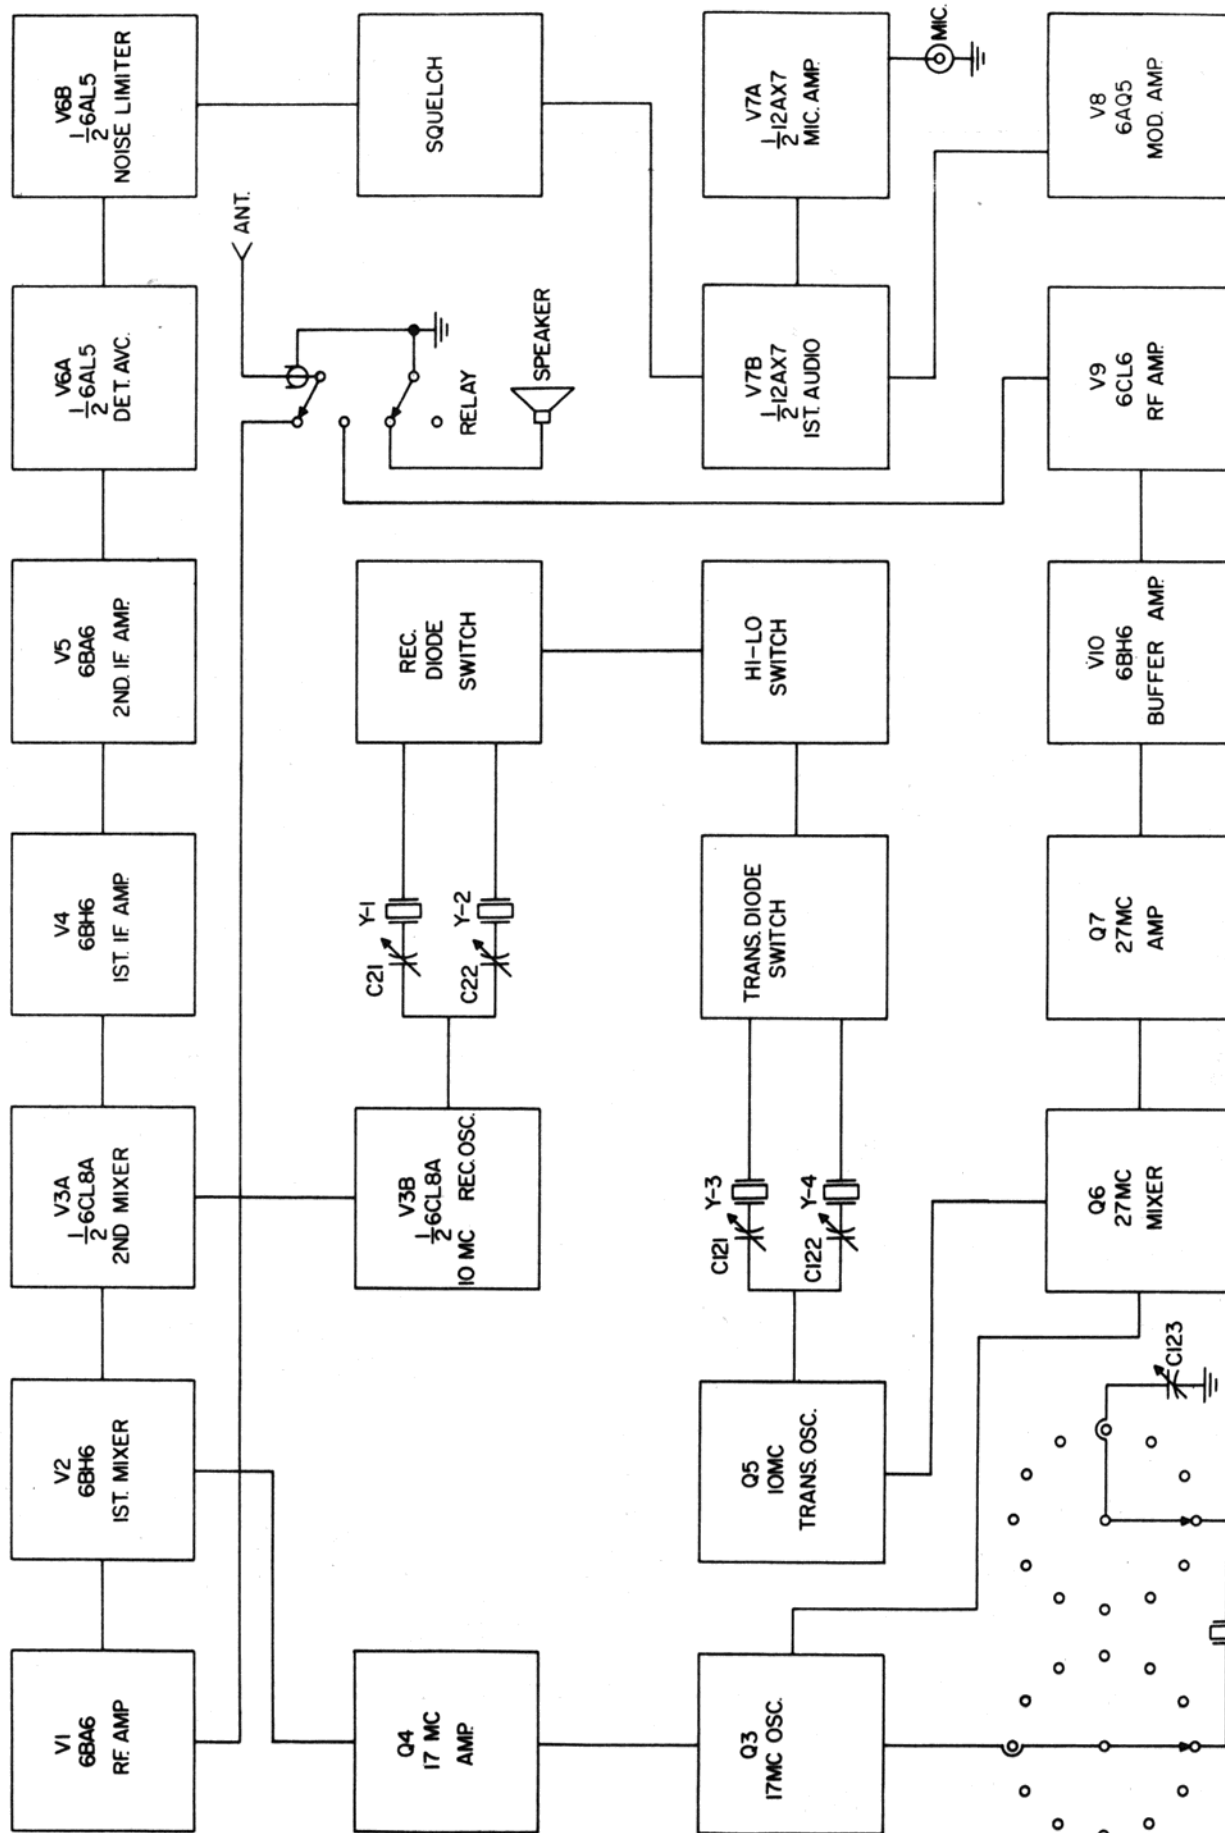 V1
6BA6
RF. AMP
V2
6BH6
1ST. MIXER
V3A
1/2 6CL8A
2ND MIXER
V4
6BH6
1ST. IF. AMP.
V5
6BA6
2ND. IF. AMP.
V6A
1/2 6AL5
DET. AVC.
V6B
1/2 6AL5
NOISE LIMITER
ANT.
RELAY
SPEAKER
Q4
17 MC
AMP.
V3B
1/2 6CL8A
10 MC REC. OSC.
C21
Y-1
C22
Y-2
REC.
DIODE
SWITCH
SQUELCH
Q3
17MC OSC.
Q5
10MC
TRANS. OSC.
C121
Y-3
C122
Y-4
TRANS. DIODE
SWITCH
HI-LO
SWITCH
V7B
1/2 12AX7
1ST. AUDIO
V7A
1/2 12AX7
MIC. AMP.
MIC.
C123
Q6
27MC
MIXER
Q7
27MC
AMP
V10
6BH6
BUFFER AMP.
V9
6CL6
RF AMP.
V8
6AQ5
MOD. AMP.